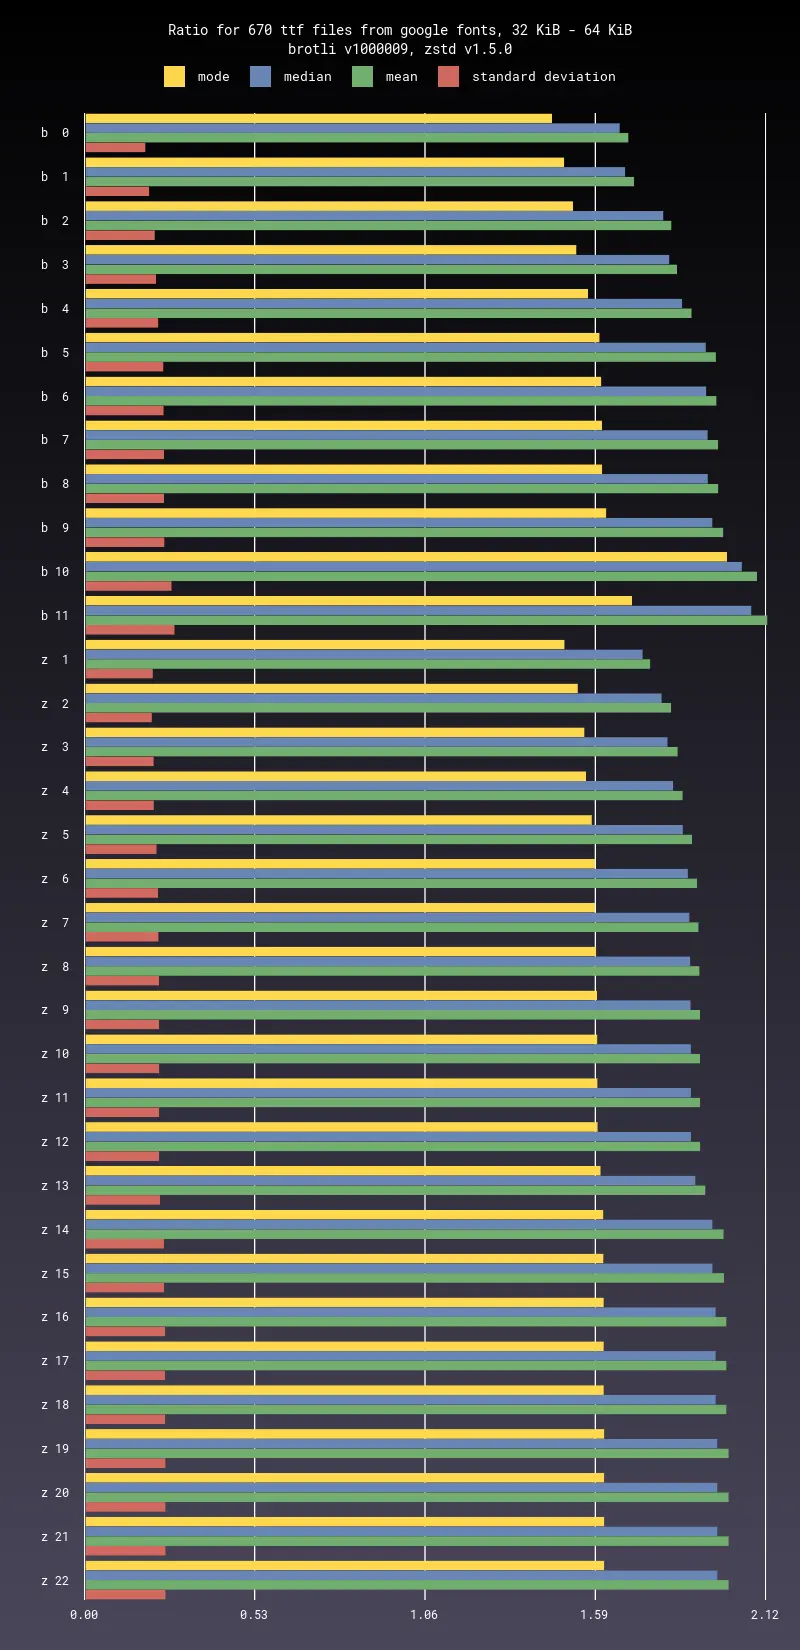 Ratio for 670 ttf files from google fonts, 32 KiB - 64 KiB
brotli v1000009, zstd v1.5.0
mode median mean standard deviation
b 0
b 1
b 2
b 3
b 4
b 5
b 6
b 7
b 8
b 9
b 10
b 11
z 1
z 2
z 3
z 4
z 5
z 6
z 7
z 8
z 9
z 10
z 11
z 12
z 13
z 14
z 15
z 16
z 17
z 18
z 19
z 20
z 21
z 22
0.00 0.53 1.06 1.59 2.12